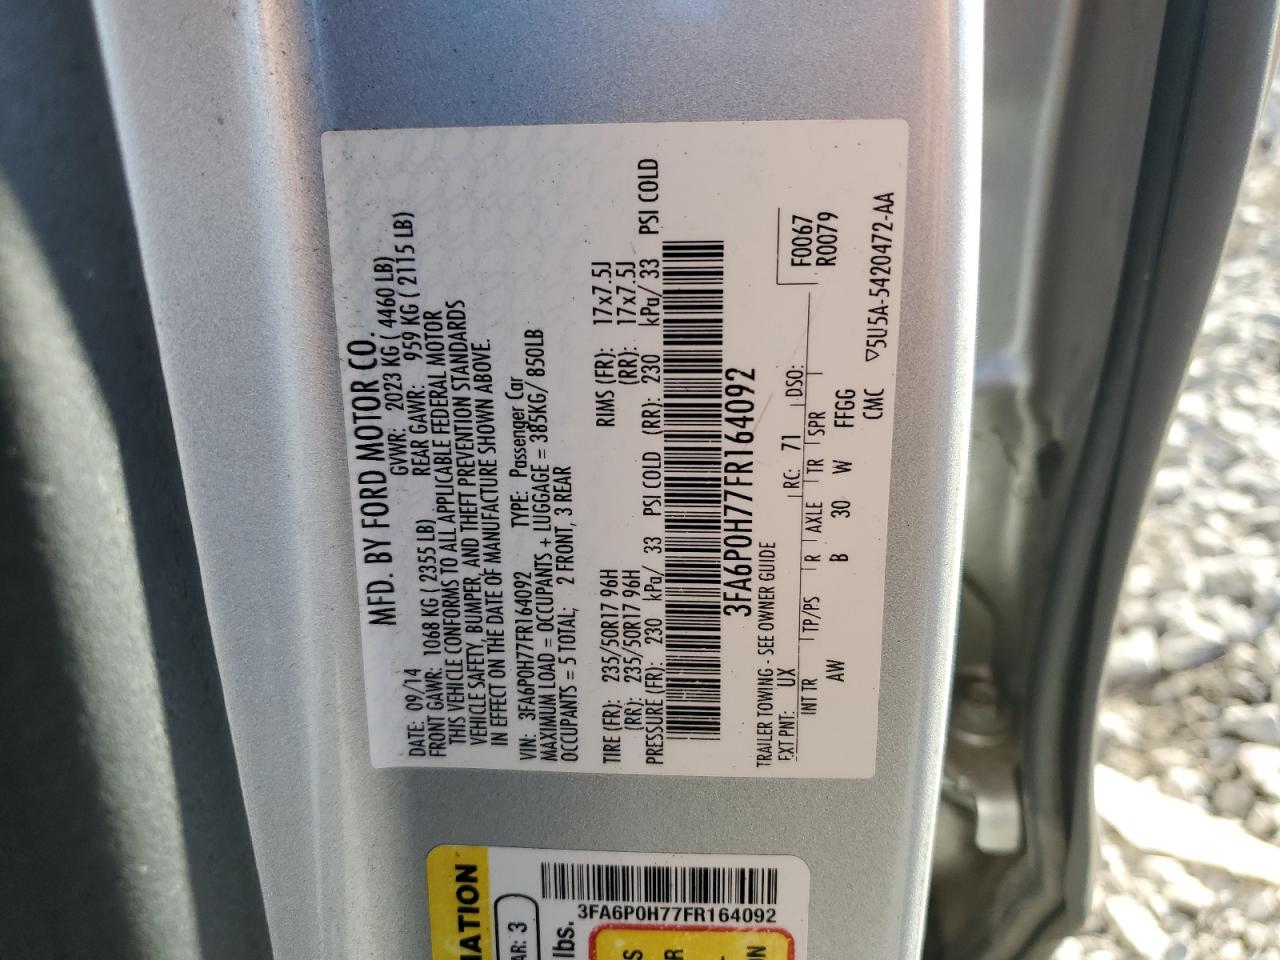 MFD. BY FORD MOTOR CO.
DATE: 09/14 GVWR: 2023 KG ( 4460 LB)
FRONT GAWR: 1068 KG ( 2355 LB) REAR GAWR: 959 KG ( 2115 LB)
THIS VEHICLE CONFORMS TO ALL APPLICABLE FEDERAL MOTOR
VEHICLE SAFETY, BUMPER, AND THEFT PREVENTION STANDARDS
IN EFFECT ON THE DATE OF MANUFACTURE SHOWN ABOVE.
VIN: 3FA6P0H77FR164092 TYPE: Passenger Car
MAXIMUM LOAD = OCCUPANTS + LUGGAGE = 385KG/ 850LB
OCCUPANTS = 5 TOTAL; 2 FRONT, 3 REAR
TIRE (FR): 235/50R17 96H RIMS (FR): 17x7.5J
(RR): 235/50R17 96H (RR): 17x7.5J
PRESSURE (FR): 230 kPa/ 33 PSI COLD (RR): 230 kPa/ 33 PSI COLD
3FA6P0H77FR164092
TRAILER TOWING - SEE OWNER GUIDE
F0067
R0079
EXT PNT: UX RC: 71 DSO:
INT TR TP/PS R AXLE TR SPR
AW B 30 W FFGG
CMC ▽5U5A-5420472-AA
3FA6P0H77FR164092
3
lbs.